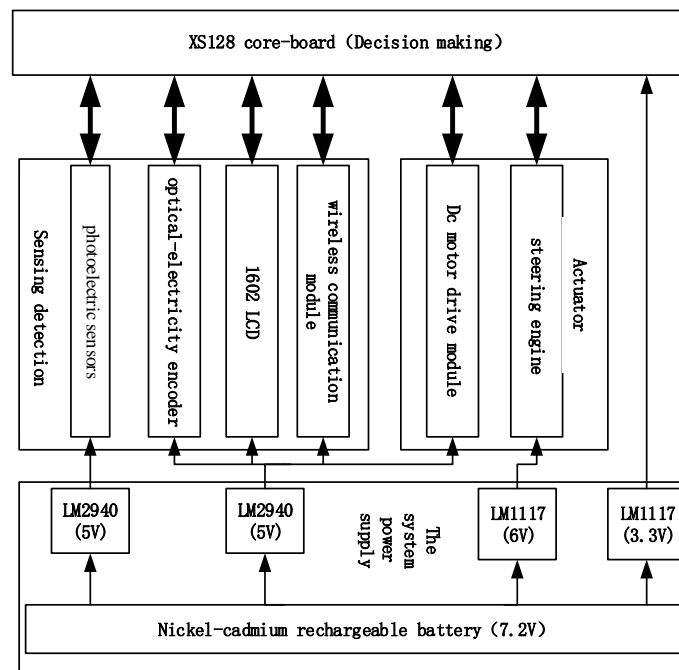 XS128 core-board (Decision making)
Sensing detection
photoelectric sensors
optical-electricity encoder
1602 LCD
wireless communication
module
Dc motor drive module
steering engine
Actuator
LM2940
(5V)
LM2940
(5V)
The
system
power
supply
LM1117
(6V)
LM1117
(3.3V)
Nickel-cadmium rechargeable battery (7.2V)